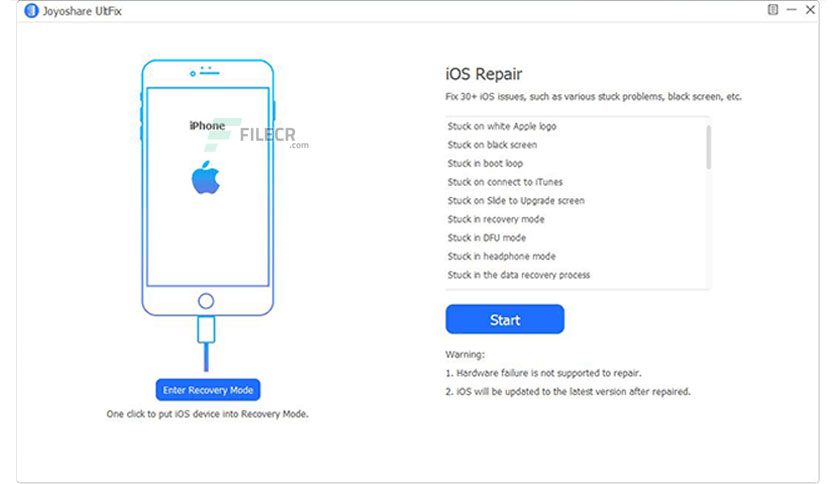 Joyoshare UltFix
iPhone
FILECR
.com
Enter Recovery Mode
One click to put iOS device into Recovery Mode.
iOS Repair
Fix 30+ iOS issues, such as various stuck problems, black screen, etc.
Stuck on white Apple logo
Stuck on black screen
Stuck in boot loop
Stuck on connect to iTunes
Stuck on Slide to Upgrade screen
Stuck in recovery mode
Stuck in DFU mode
Stuck in headphone mode
Stuck in the data recovery process
Start
Warning:
1. Hardware failure is not supported to repair.
2. iOS will be updated to the latest version after repaired.